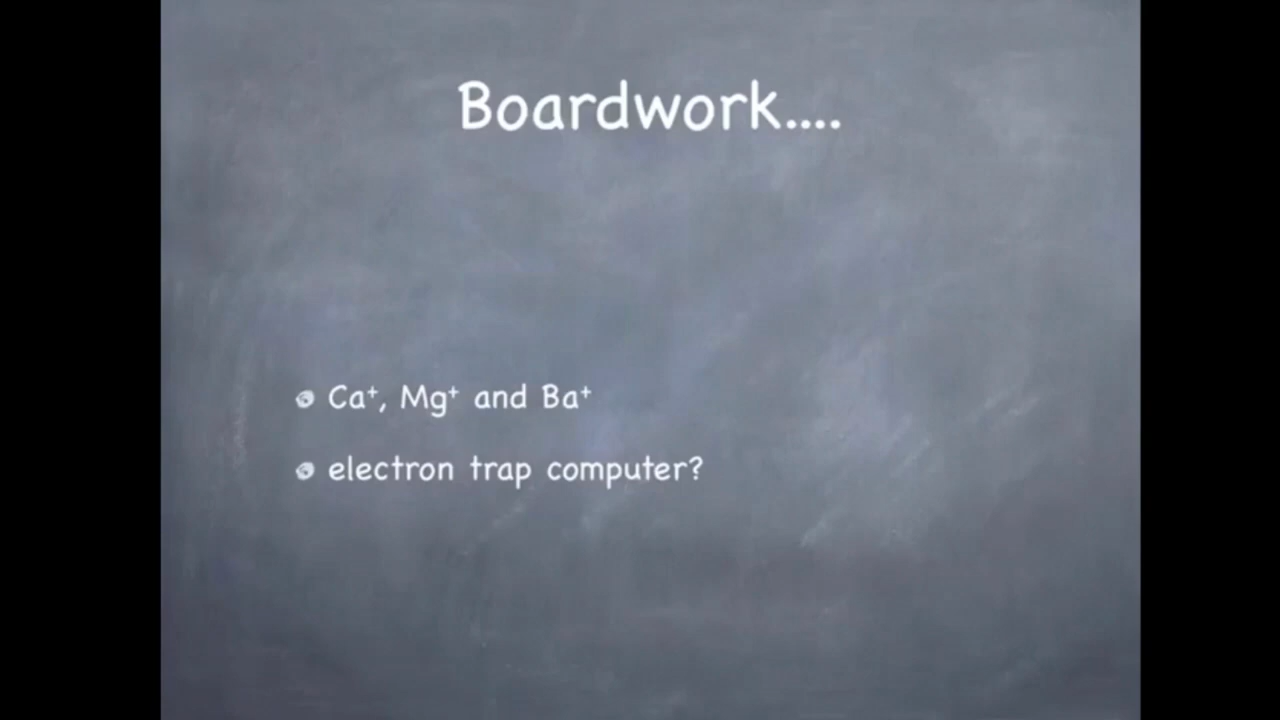 Boardwork....
Ca⁺, Mg⁺ and Ba⁺
electron trap computer?